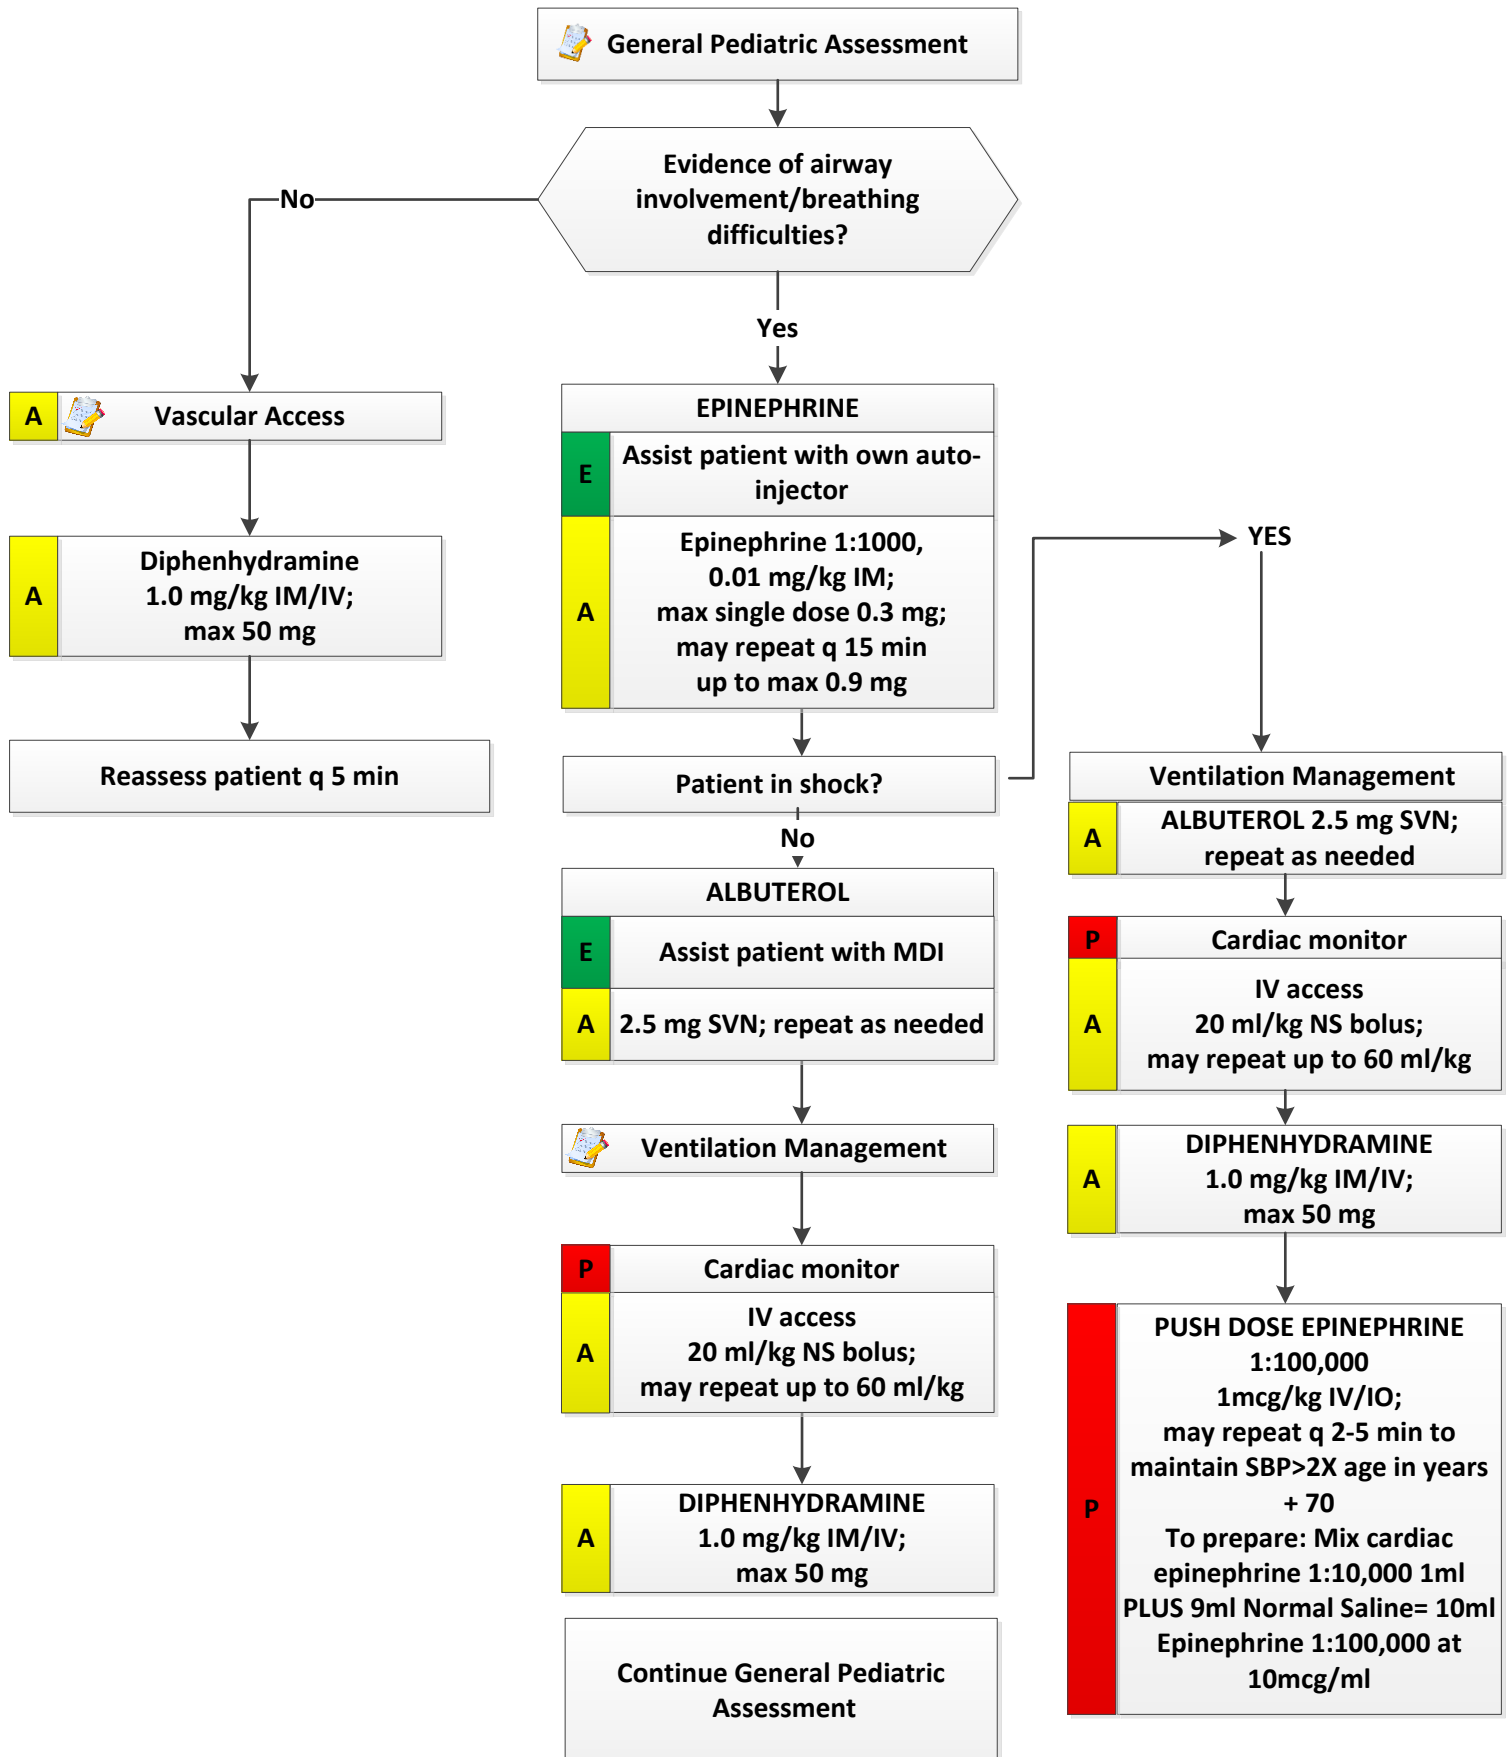 General Pediatric Assessment
Evidence of airway
involvement/breathing
difficulties?
No
Yes
A
Vascular Access
A
Diphenhydramine
1.0 mg/kg IM/IV;
max 50 mg
Reassess patient q 5 min
EPINEPHRINE
E
Assist patient with own auto-
injector
A
Epinephrine 1:1000,
0.01 mg/kg IM;
max single dose 0.3 mg;
may repeat q 15 min
up to max 0.9 mg
Patient in shock?
No
ALBUTEROL
E
Assist patient with MDI
A
2.5 mg SVN; repeat as needed
Ventilation Management
P
Cardiac monitor
A
IV access
20 ml/kg NS bolus;
may repeat up to 60 ml/kg
A
DIPHENHYDRAMINE
1.0 mg/kg IM/IV;
max 50 mg
Continue General Pediatric
Assessment
YES
Ventilation Management
A
ALBUTEROL 2.5 mg SVN;
repeat as needed
P
Cardiac monitor
A
IV access
20 ml/kg NS bolus;
may repeat up to 60 ml/kg
A
DIPHENHYDRAMINE
1.0 mg/kg IM/IV;
max 50 mg
P
PUSH DOSE EPINEPHRINE
1:100,000
1mcg/kg IV/IO;
may repeat q 2-5 min to
maintain SBP>2X age in years
+ 70
To prepare: Mix cardiac
epinephrine 1:10,000 1ml
PLUS 9ml Normal Saline= 10ml
Epinephrine 1:100,000 at
10mcg/ml